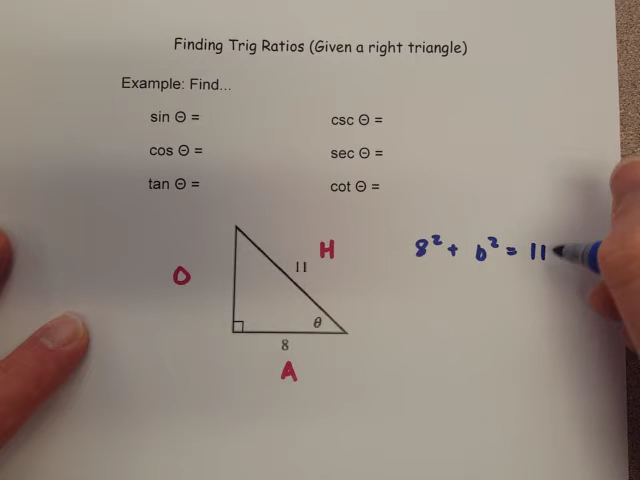 Finding Trig Ratios (Given a right triangle)
Example: Find...
sin Θ = csc Θ =
cos Θ = sec Θ =
tan Θ = cot Θ =
H
8² + b² = 11
11
O
θ
8
A